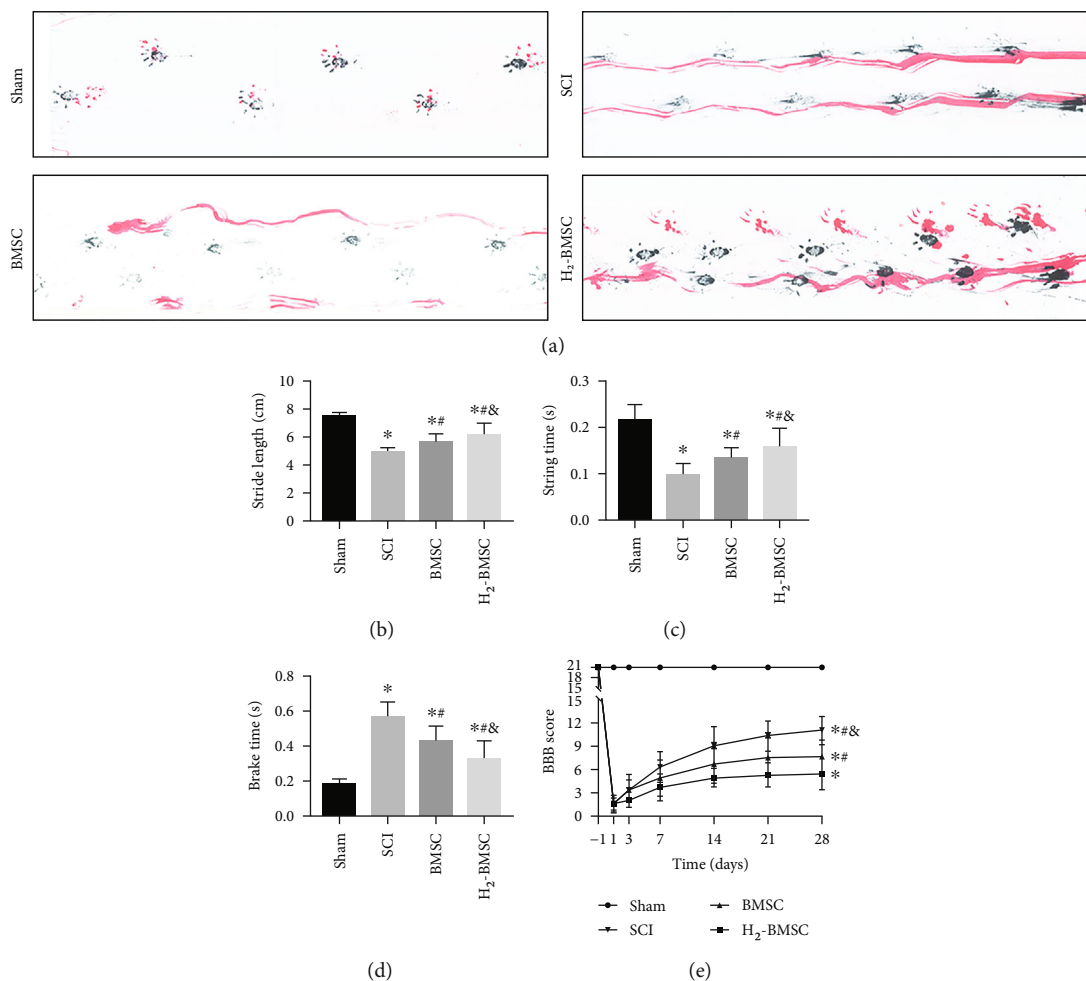 Sham
SCI
BMSC
H₂-BMSC
(a)
Stride length (cm)
10
8
6
4
2
0
*
*#
*#&
Sham
SCI
BMSC
H₂-BMSC
(b)
String time (s)
0.3
0.2
0.1
0.0
*
*#
*#&
Sham
SCI
BMSC
H₂-BMSC
(c)
Brake time (s)
0.8
0.6
0.4
0.2
0.0
*
*#
*#&
Sham
SCI
BMSC
H₂-BMSC
(d)
BBB score
21
18
15
15
12
9
6
3
0
*#&
*#
*
−1 1 3 7 14 21 28
Time (days)
Sham
BMSC
SCI
H₂-BMSC
(e)